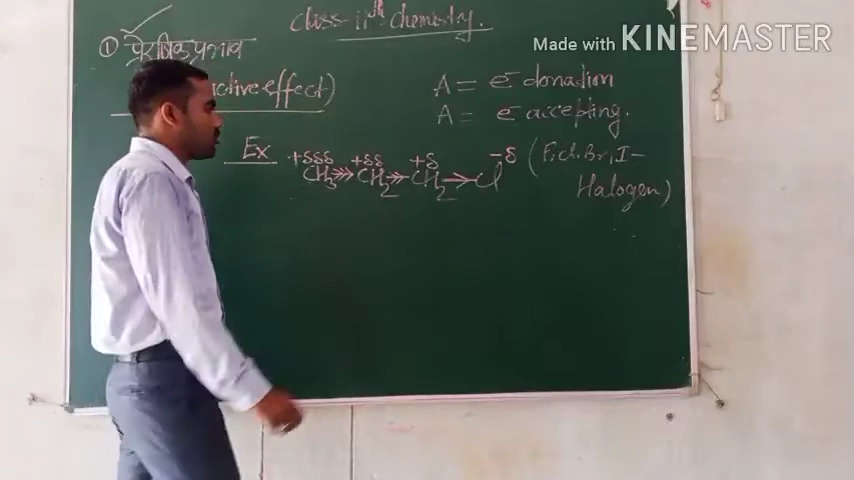 Class-11th chemistry.
Made with KINEMASTER
① प्रेरणिक प्रभाव
ctive effect)
A = e⁻ donation
A = e⁻ accepting.
Ex
+δδδ +δδ +δ -δ
CH₃ CH₂ CH₂ Cl (F, Cl, Br, I-
Halogen)